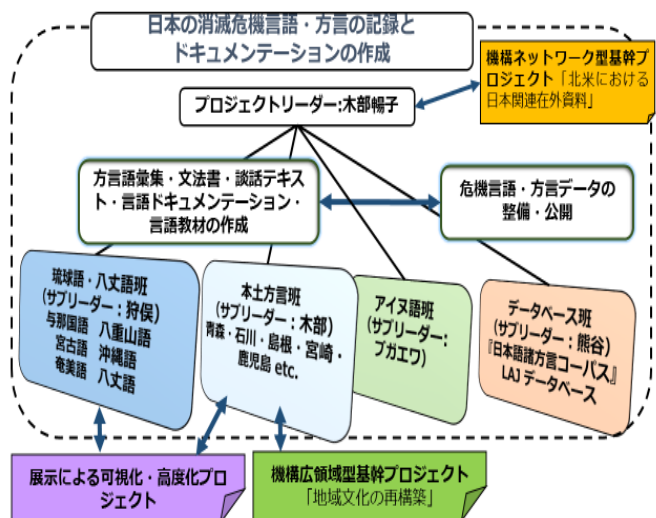 日本の消滅危機言語・方言の記録と
ドキュメンテーションの作成
機構ネットワーク型基幹プ
ロジェクト「北米における
日本関連在外資料」
プロジェクトリーダー:木部暢子
方言語彙集・文法書・談話テキス
ト・言語ドキュメンテーション・
言語教材の作成
危機言語・方言データの
整備・公開
琉球語・八丈語班
(サブリーダー：狩俣)
与那国語 八重山語
宮古語 沖縄語
奄美語 八丈語
本土方言班
(サブリーダー：木部)
青森・石川・島根・宮崎・
鹿児島 etc.
アイヌ語班
(サブリーダー:
ブガエワ)
データベース班
(サブリーダー：熊谷)
『日本語諸方言コーパス』
LAJ データベース
展示による可視化・高度化プロ
ジェクト
機構広領域型基幹プロジェクト
「地域文化の再構築」